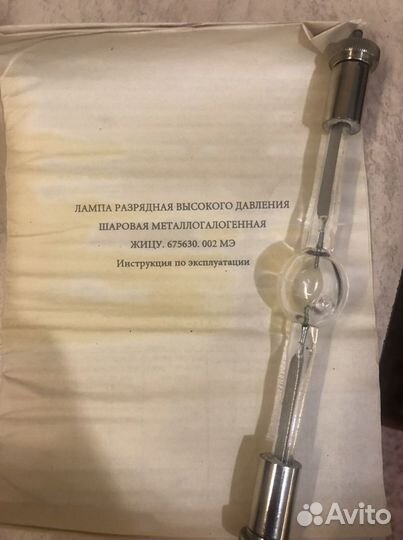 ЛАМПА РАЗРЯДНАЯ ВЫСОКОГО ДАВЛЕНИЯ
ШАРОВАЯ МЕТАЛЛОГАЛОГЕННАЯ
ЖИЦУ. 675630. 002 МЭ
Инструкция по эксплуатации
Avito